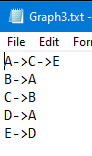 Graph3.txt - N
File Edit Form
A->C->E
B->A
C->B
D->A
E->D